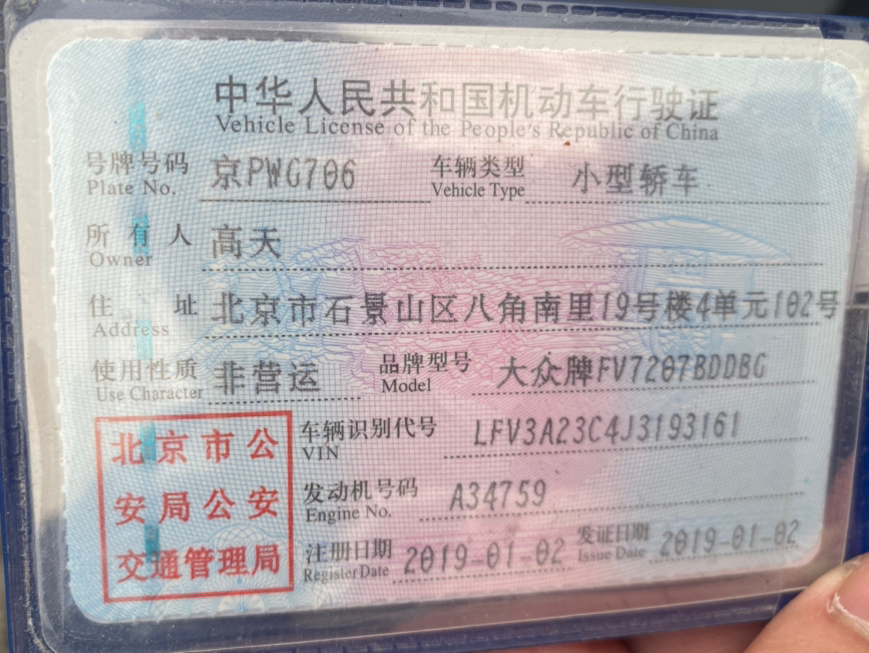 中华人民共和国机动车行驶证
Vehicle License of the People's Republic of China
号牌号码 京PWG706 车辆类型 小型轿车
Plate No. Vehicle Type
所有人 高天
Owner
住址 北京市石景山区八角南里19号楼4单元102号
Address
使用性质 非营运 品牌型号 大众牌FV7207BDDBG
Use Character Model
北京市公
安局公安
交通管理局
车辆识别代号 LFV3A23C4J3193161
VIN
发动机号码 A34759
Engine No.
注册日期 2019-01-02 发证日期 2019-01-02
Register Date Issue Date